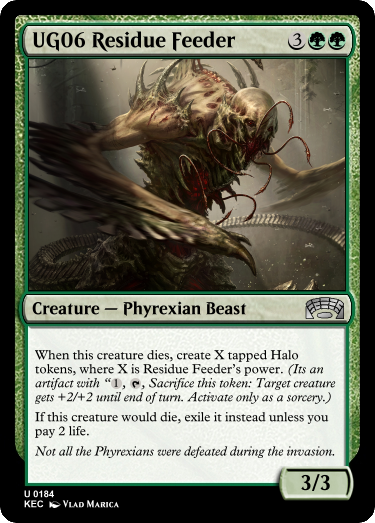 UG06 Residue Feeder 3
Creature — Phyrexian Beast
When this creature dies, create X tapped Halo
tokens, where X is Residue Feeder's power. (Its an
artifact with “1, , Sacrifice this token: Target creature
gets +2/+2 until end of turn. Activate only as a sorcery.)
If this creature would die, exile it instead unless you
pay 2 life.
Not all the Phyrexians were defeated during the invasion.
3/3
U 0184
KEC Vlad Marica